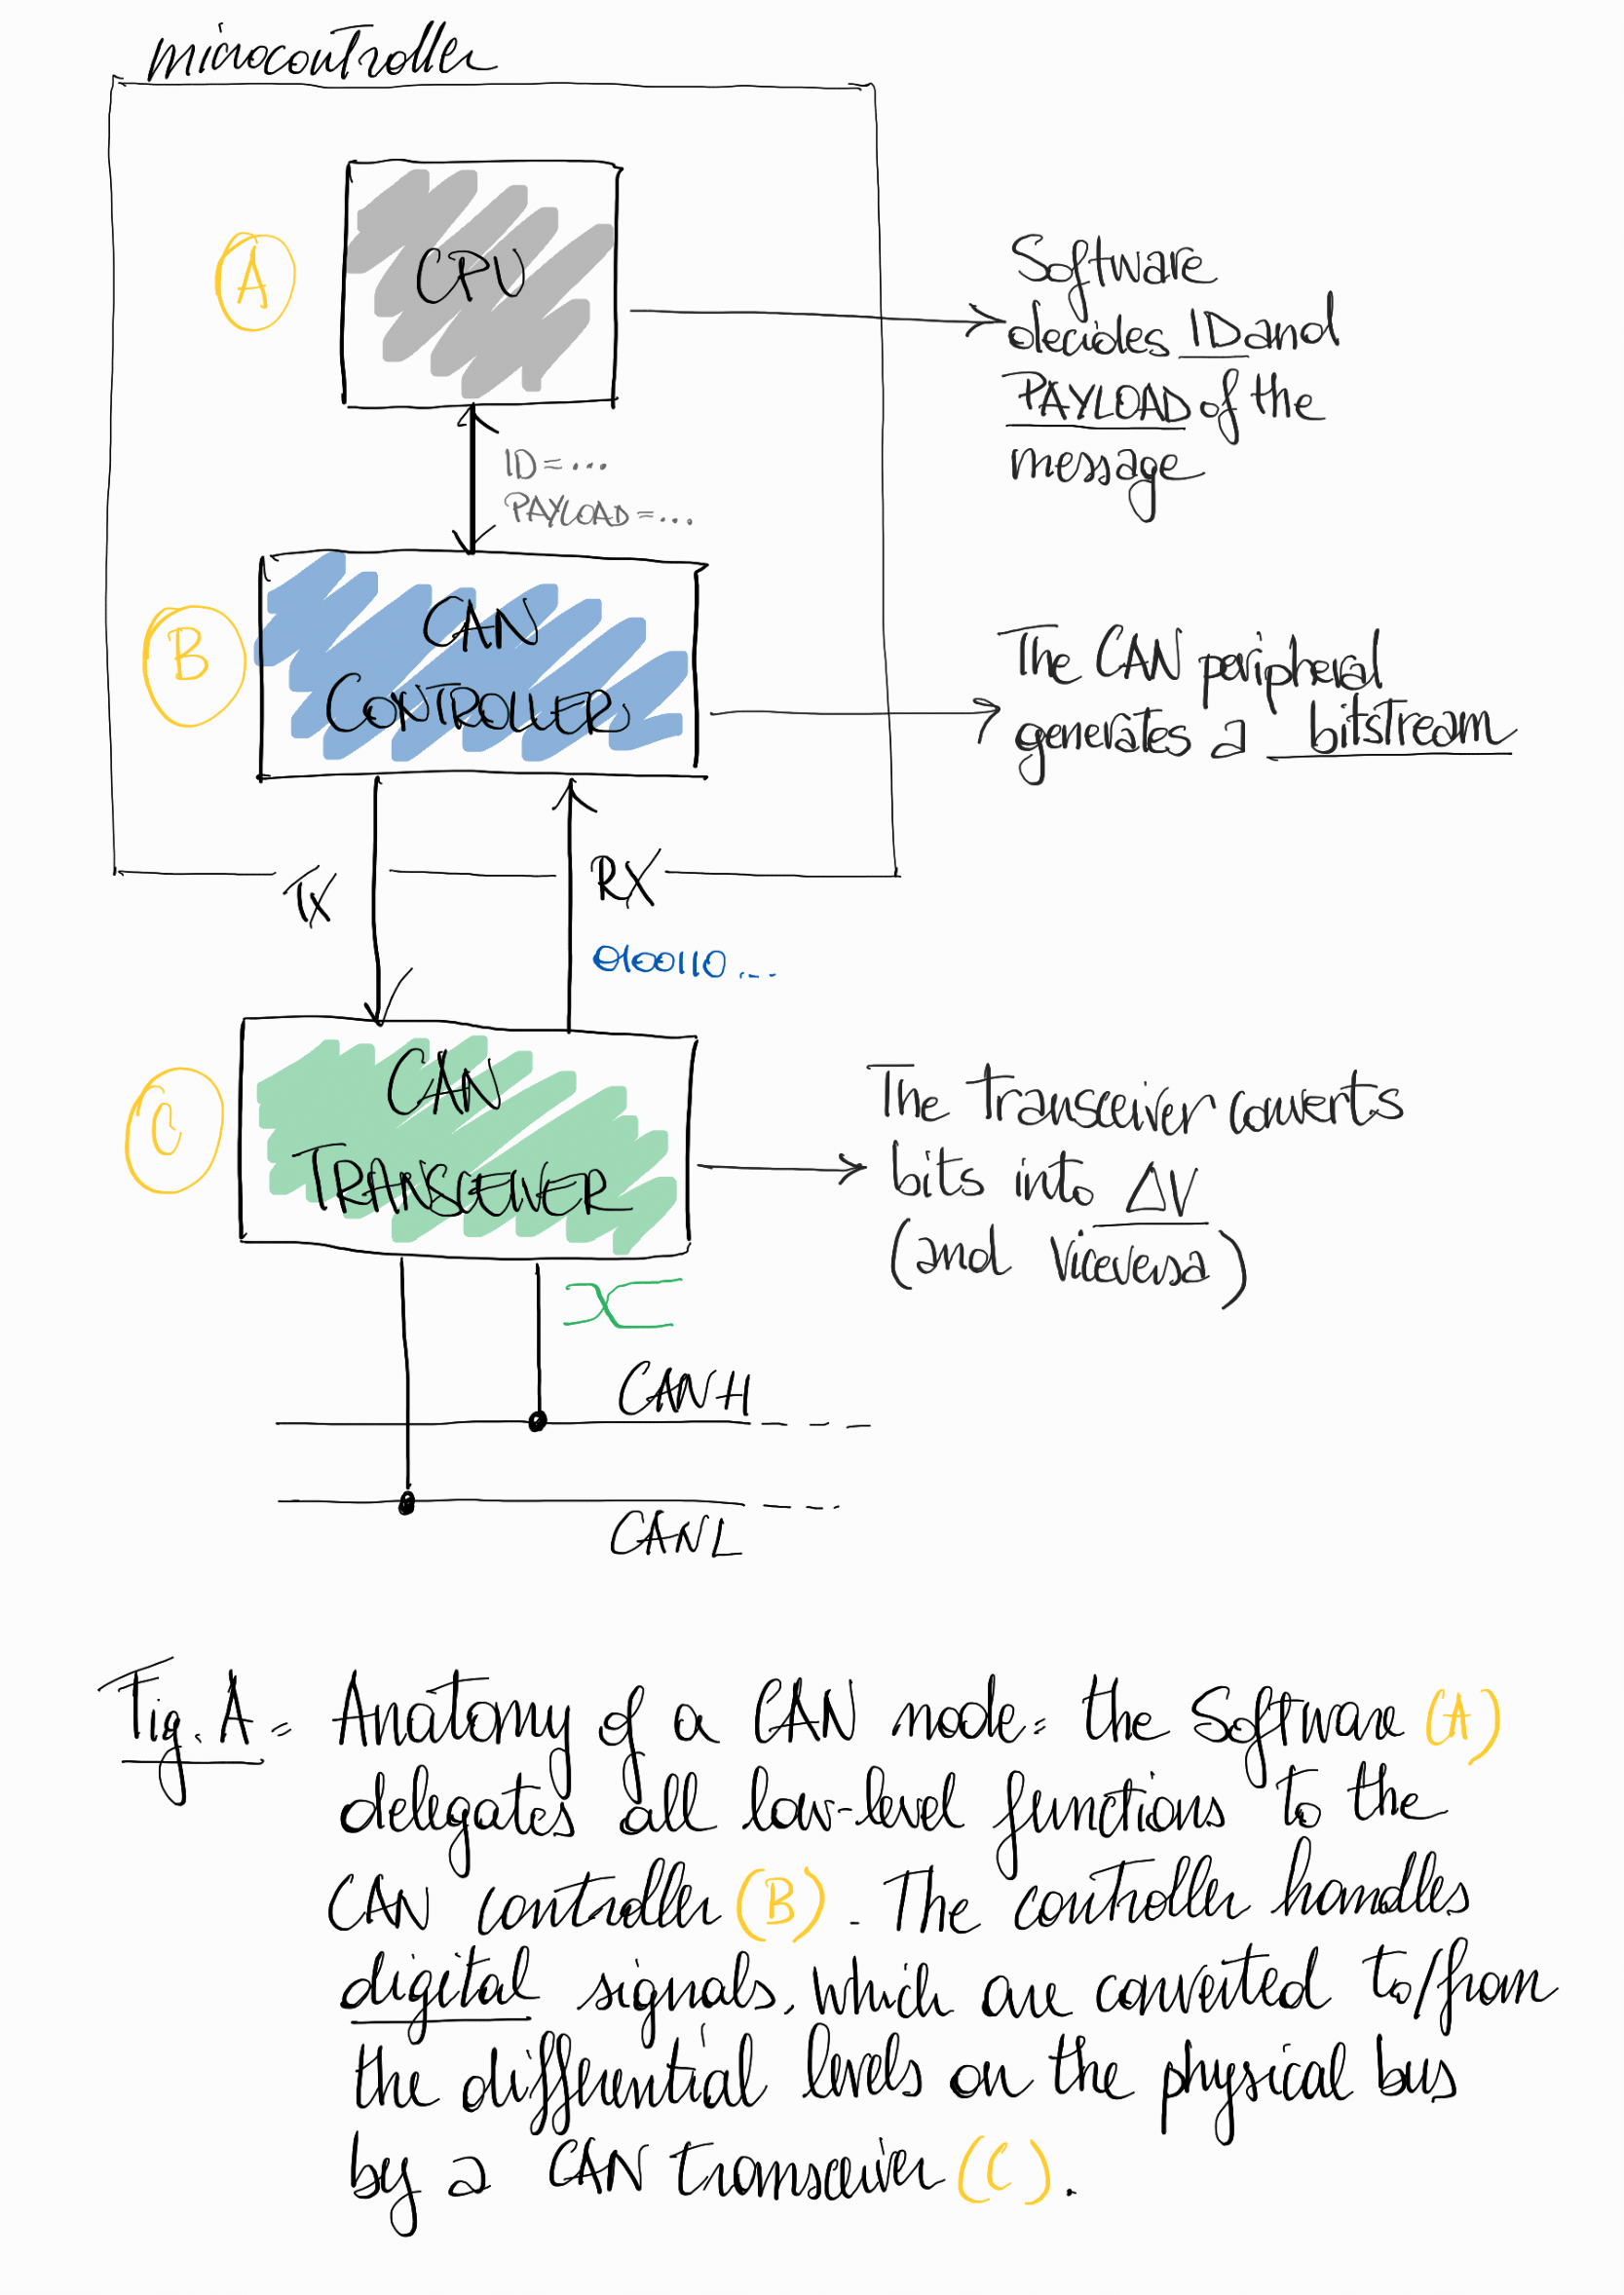 microcontroller
A
CPU
Software
decides ID and
PAYLOAD of the
message
ID = ...
PAYLOAD = ...
B
CAN
CONTROLLER
The CAN peripheral
generates a bitstream
TX
RX
0100110...
C
CAN
TRANSCEIVER
The transceiver converts
bits into ΔV
(and viceversa)
CANH
CANL
Fig. A = Anatomy of a CAN node: the Software (A)
delegates all low-level functions to the
CAN controller (B). The controller handles
digital signals, which are converted to/from
the differential levels on the physical bus
by a CAN transceiver (C).